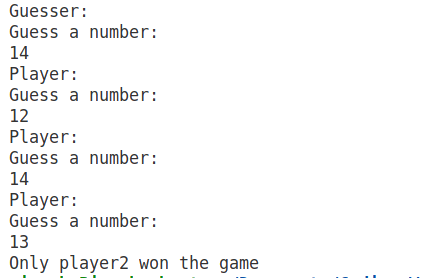 Guesser:
Guess a number:
14
Player:
Guess a number:
12
Player:
Guess a number:
14
Player:
Guess a number:
13
Only player2 won the game